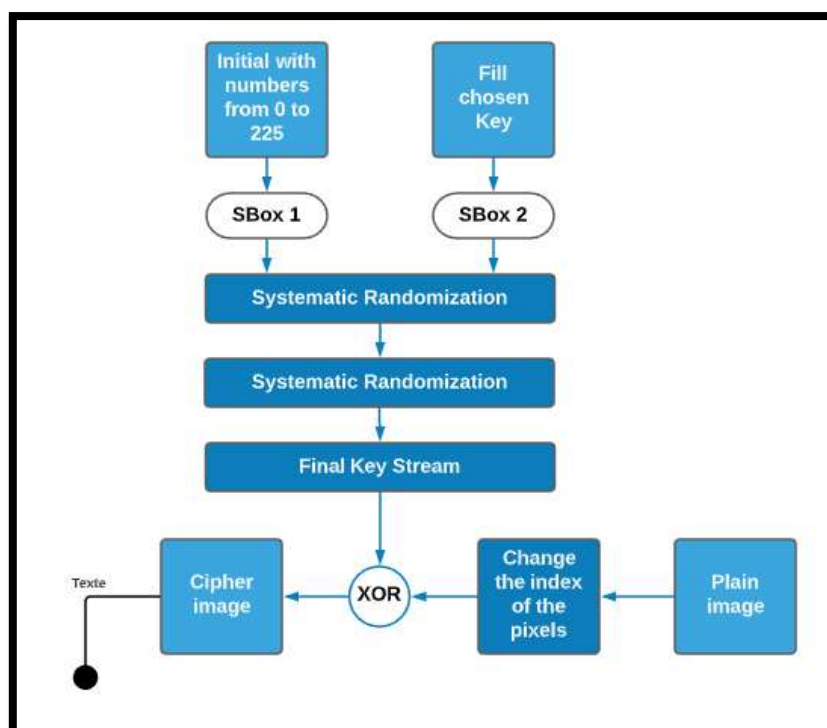 Initial with
numbers
from 0 to
225
Fill
chosen
Key
SBox 1
SBox 2
Systematic Randomization
Systematic Randomization
Final Key Stream
Texte
Cipher
image
XOR
Change
the index
of the
pixels
Plain
image